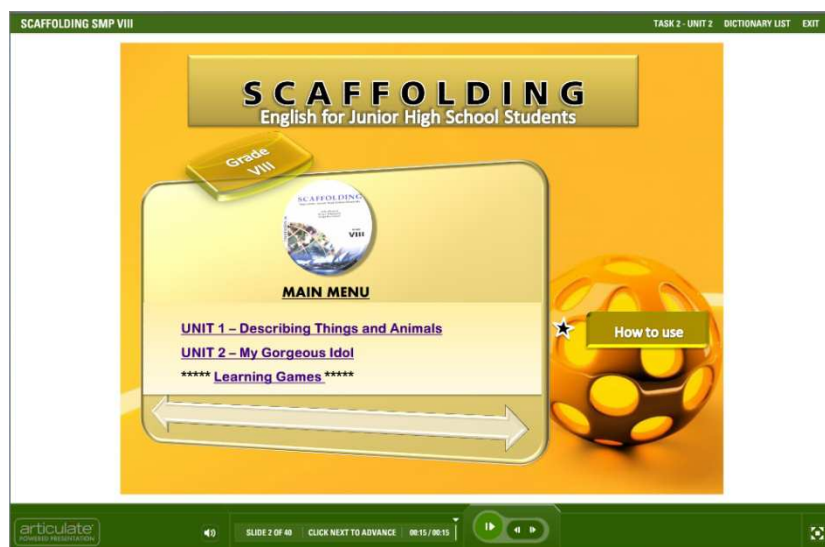 SCAFFOLDING SMP VIII
TASK 2 - UNIT 2 DICTIONARY LIST EXIT
SCAFFOLDING
English for Junior High School Students
Grade
VIII
SCAFFOLDING
VIII
MAIN MENU
UNIT 1 – Describing Things and Animals
UNIT 2 – My Gorgeous Idol
***** Learning Games *****
How to use
articulate
POWERED PRESENTATION
SLIDE 2 OF 40 CLICK NEXT TO ADVANCE 00:15 / 00:15